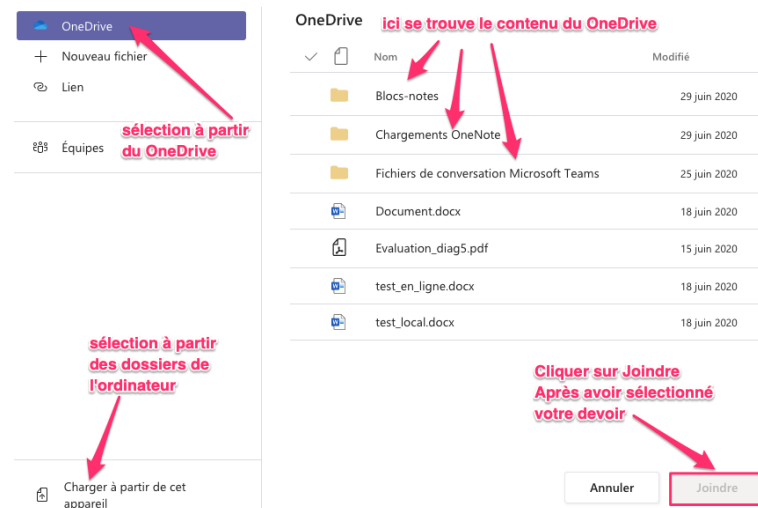 OneDrive
Nouveau fichier
Lien
Équipes
sélection à partir
du OneDrive
sélection à partir
des dossiers de
l'ordinateur
Charger à partir de cet
appareil
OneDrive
ici se trouve le contenu du OneDrive
Nom Modifié
Blocs-notes 29 juin 2020
Chargements OneNote 29 juin 2020
Fichiers de conversation Microsoft Teams 25 juin 2020
Document.docx 18 juin 2020
Evaluation_diag5.pdf 15 juin 2020
test_en_ligne.docx 18 juin 2020
test_local.docx 18 juin 2020
Cliquer sur Joindre
Après avoir sélectionné
votre devoir
Annuler Joindre